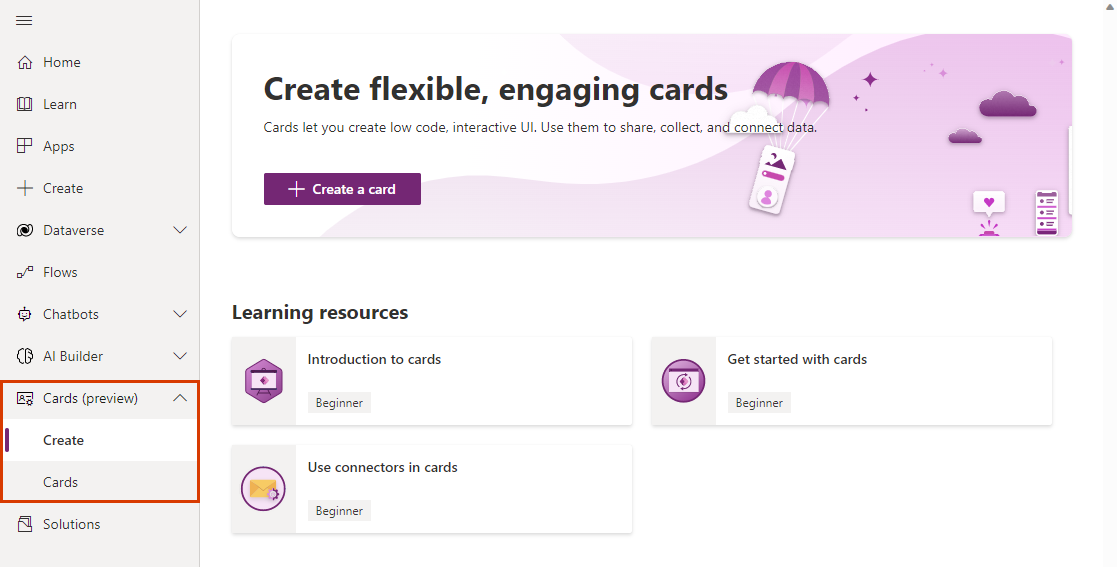 Home
Learn
Apps
Create
Dataverse
Flows
Chatbots
AI Builder
Cards (preview)
Create
Cards
Solutions
Create flexible, engaging cards
Cards let you create low code, interactive UI. Use them to share, collect, and connect data.
Create a card
Learning resources
Introduction to cards
Beginner
Get started with cards
Beginner
Use connectors in cards
Beginner